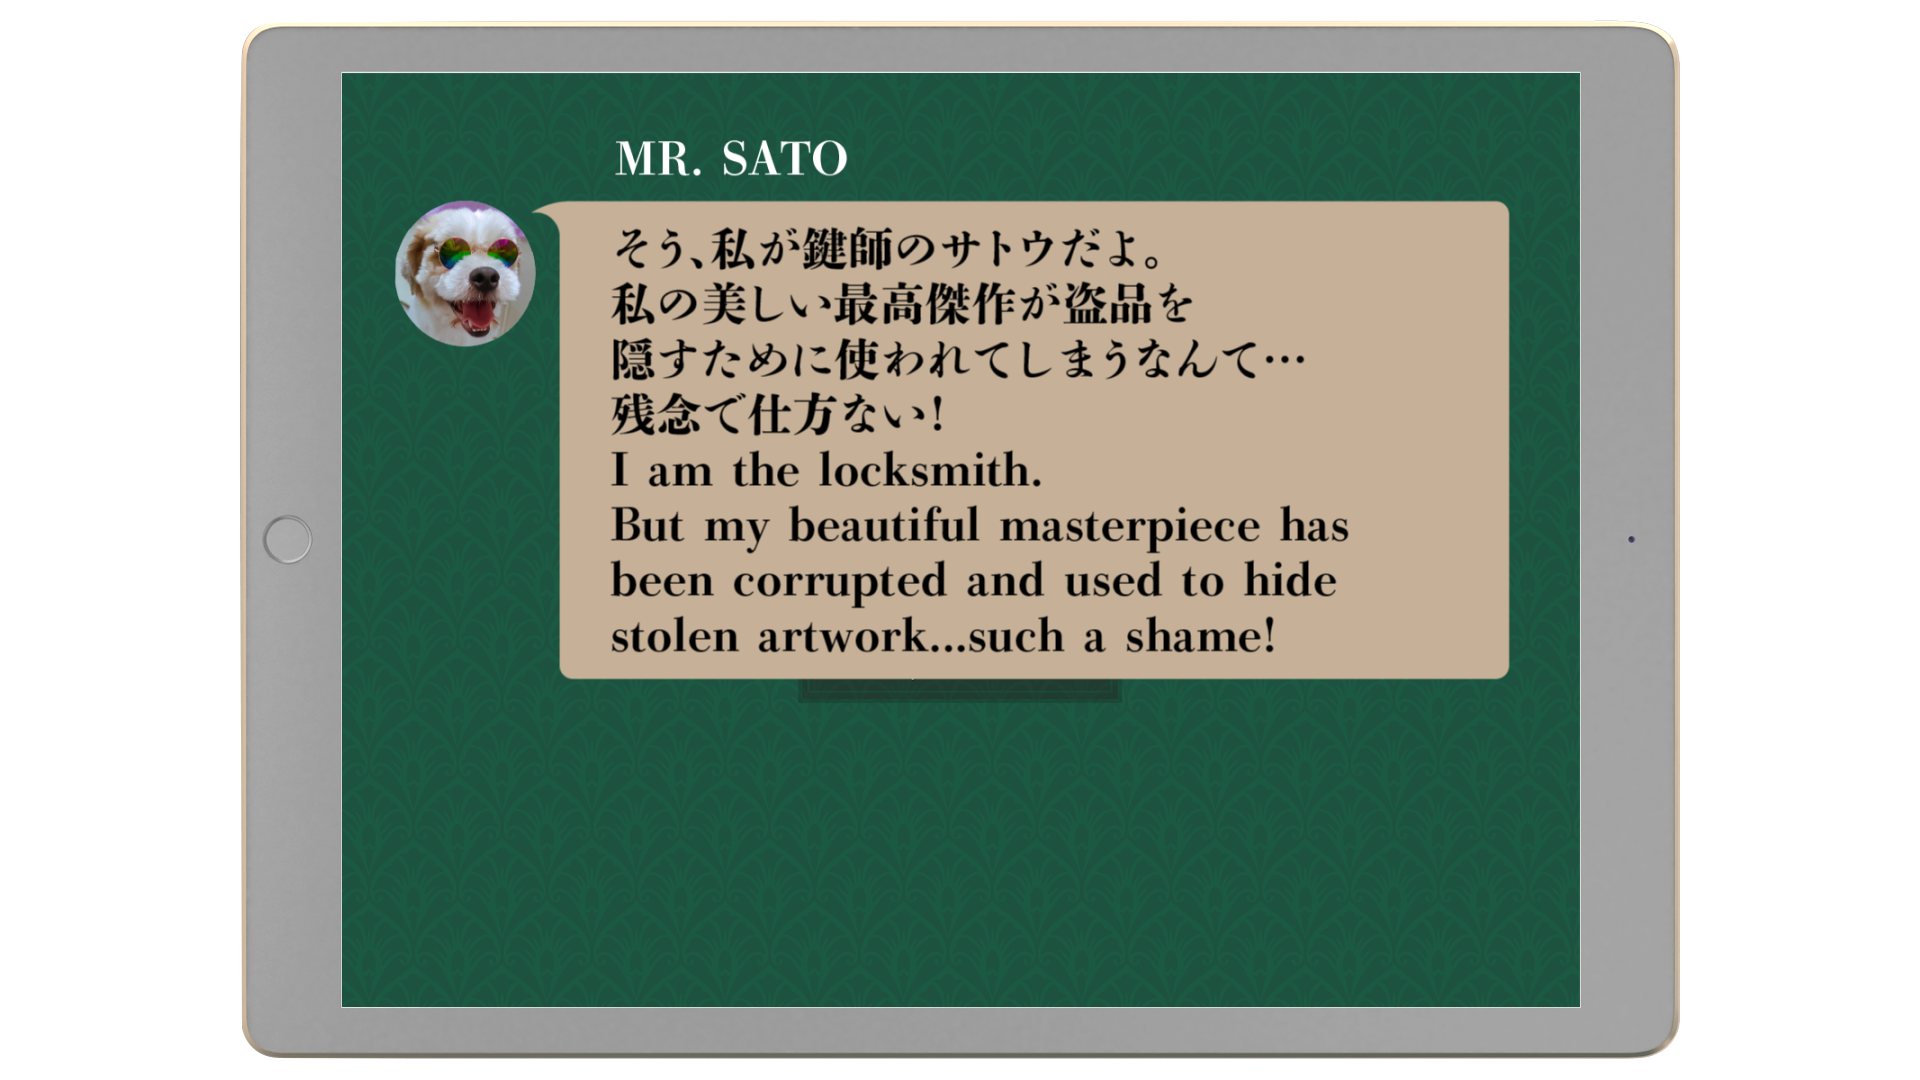 MR. SATO
そう、私が鍵師のサトウだよ。
私の美しい最高傑作が盗品を
隠すために使われてしまうなんて…
残念で仕方ない!
I am the locksmith.
But my beautiful masterpiece has
been corrupted and used to hide
stolen artwork...such a shame!